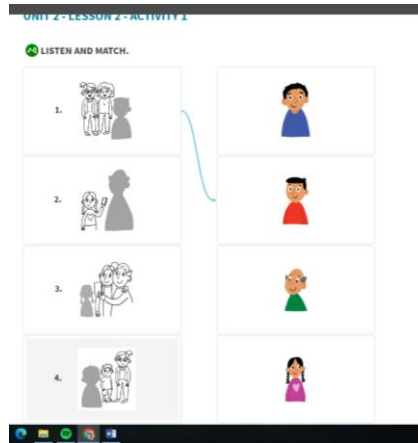 UNIT 2 - LESSON 2 - ACTIVITY 1
LISTEN AND MATCH.
1.
2.
3.
4.